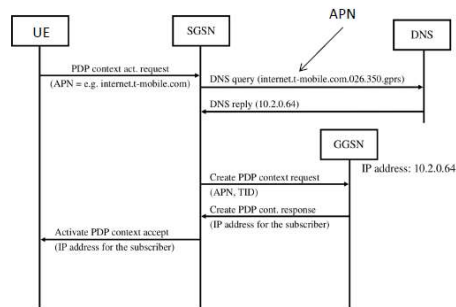 APN
UE
SGSN
DNS
PDP context act. request
(APN = e.g. internet.t-mobile.com)
DNS query (internet.t-mobile.com.026.350.gprs)
DNS reply (10.2.0.64)
GGSN
IP address: 10.2.0.64
Create PDP context request
(APN, TID)
Create PDP cont. response
(IP address for the subscriber)
Activate PDP context accept
(IP address for the subscriber)